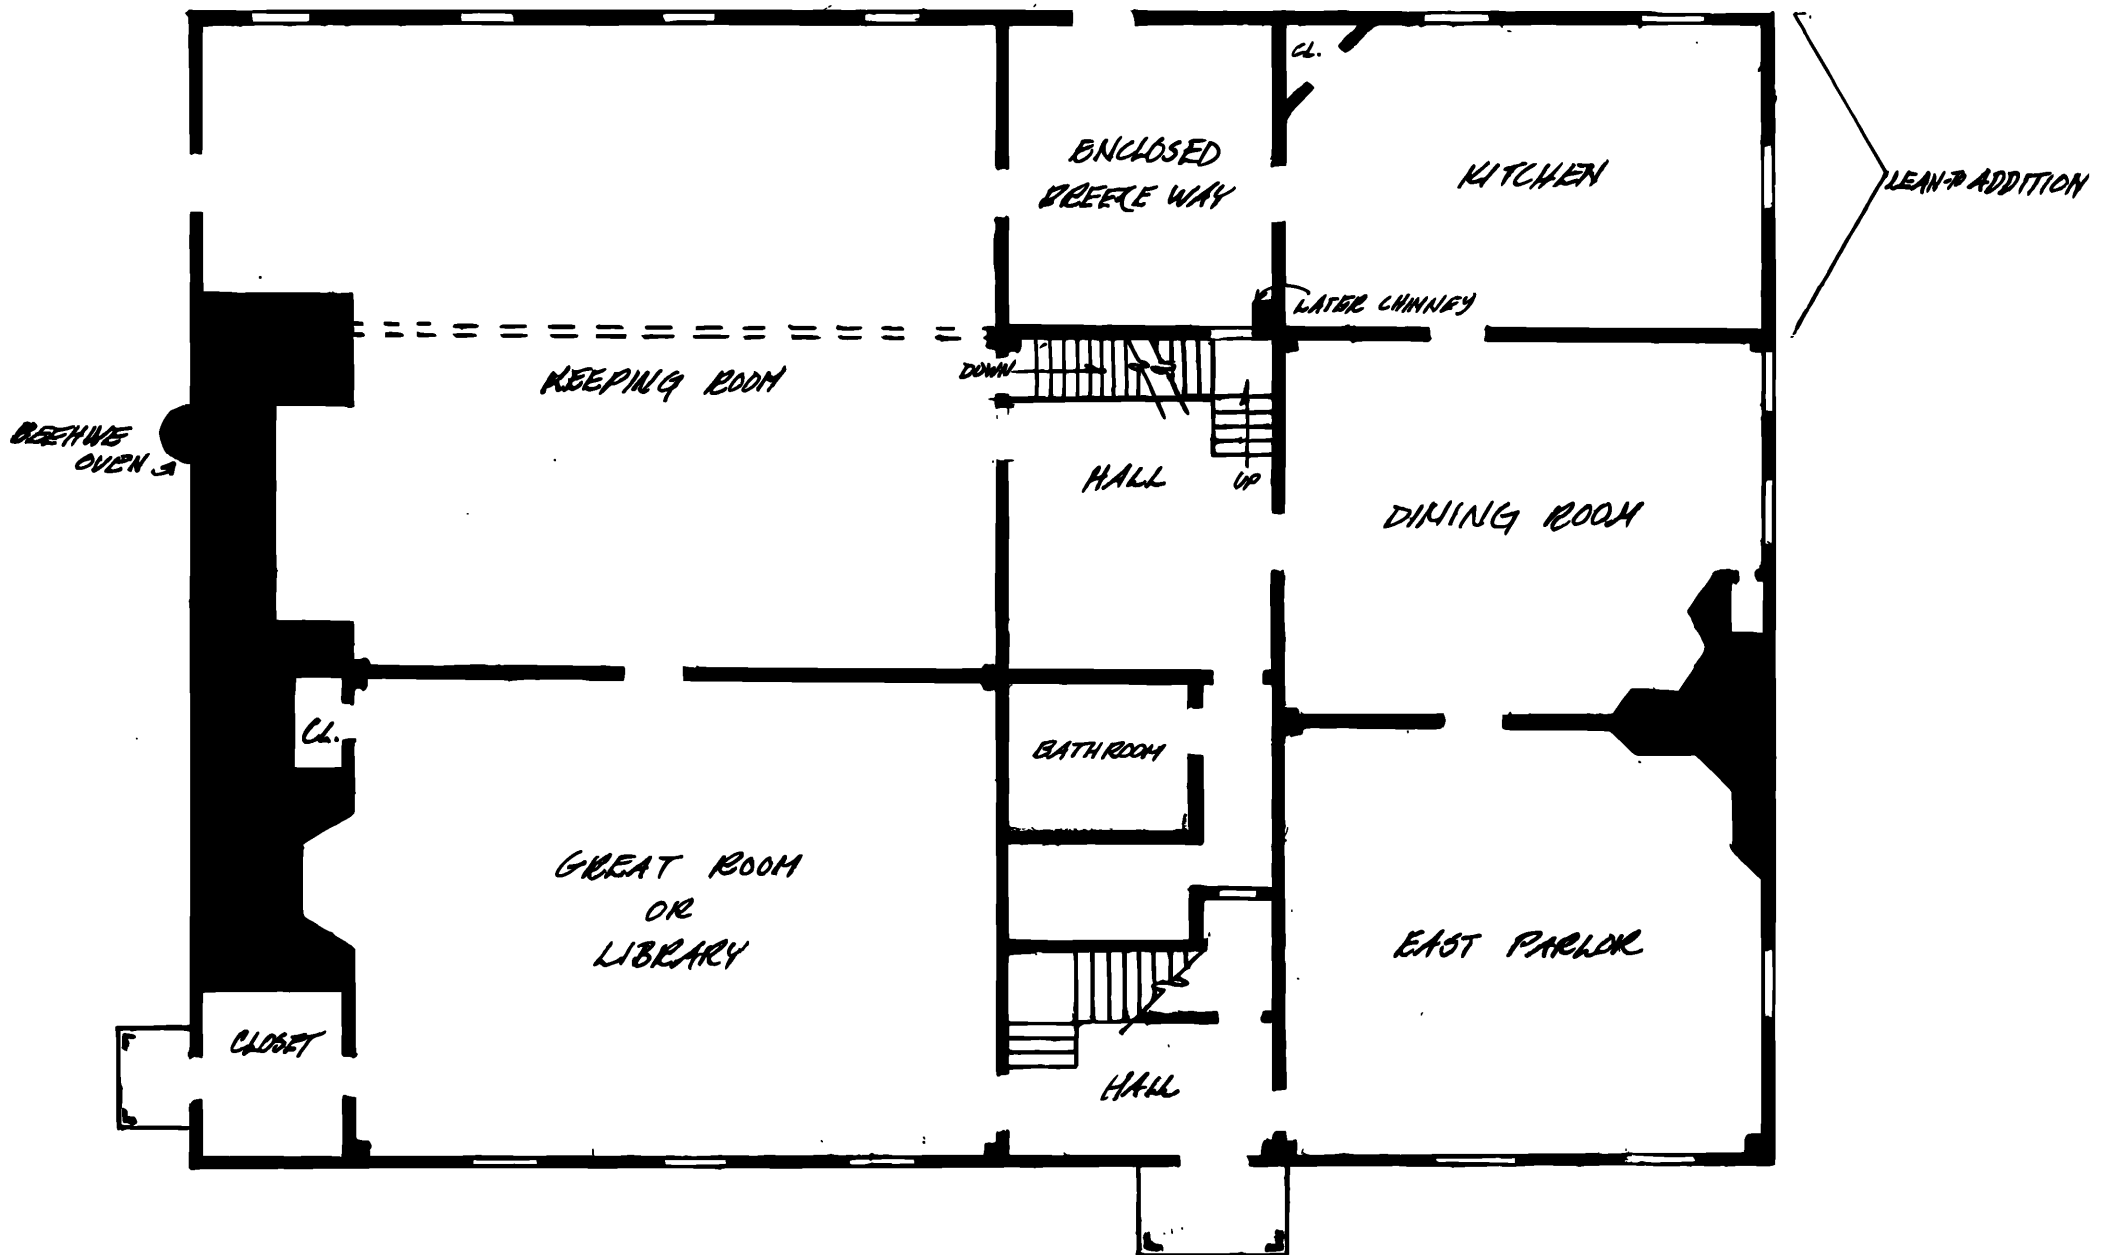 CL.
ENCLOSED
BREEZE WAY
KITCHEN
LEAN-TO ADDITION
LATER CHIMNEY
DOWN
KEEPING ROOM
BEEHIVE
OVEN
HALL
UP
DINING ROOM
CL.
BATHROOM
GREAT ROOM
OR
LIBRARY
EAST PARLOR
CLOSET
HALL